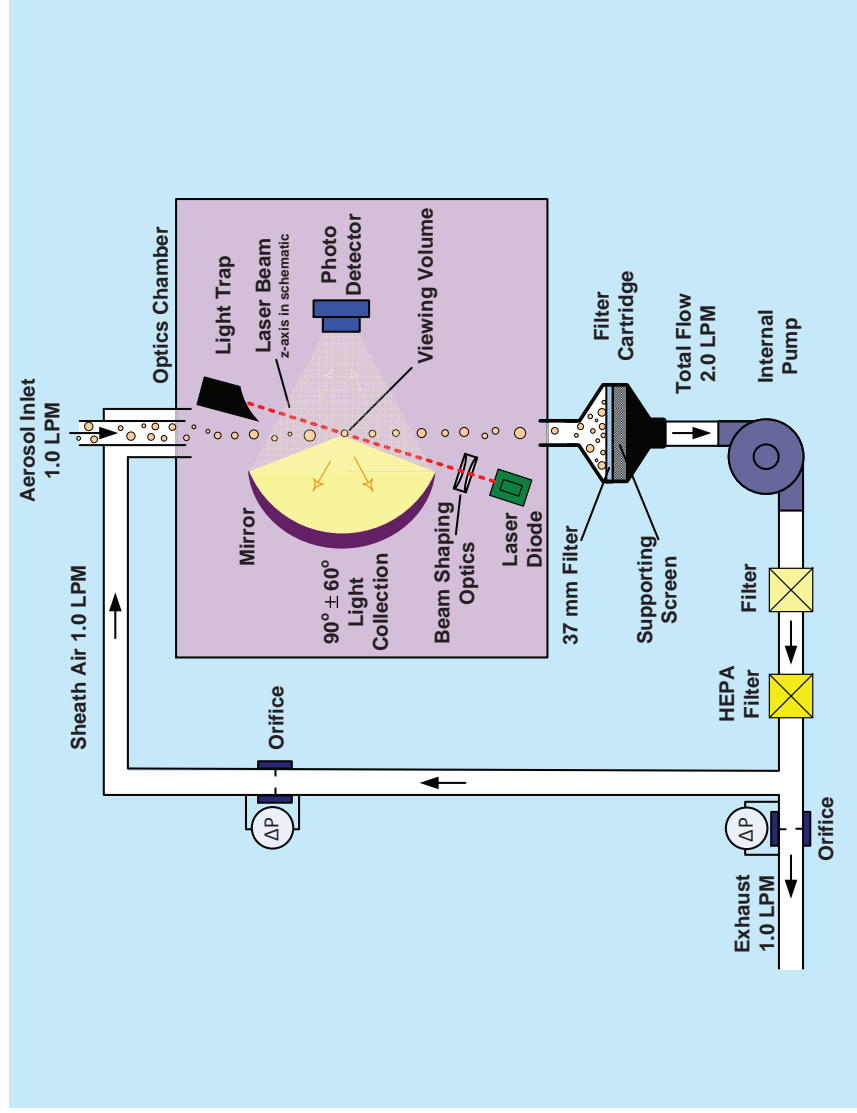 Aerosol Inlet
1.0 LPM
Sheath Air 1.0 LPM
Optics Chamber
Light Trap
Laser Beam
z-axis in schematic
Photo
Detector
Viewing Volume
Mirror
90° ± 60°
Light
Collection
Beam Shaping
Optics
Laser
Diode
Orifice
ΔP
37 mm Filter
Supporting
Screen
Filter
Cartridge
Total Flow
2.0 LPM
Internal
Pump
Filter
HEPA
Filter
ΔP
Orifice
Exhaust
1.0 LPM